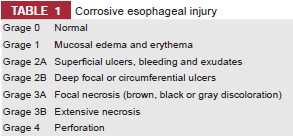 TABLE 1 Corrosive esophageal injury
Grage 0 Normal
Grage 1 Mucosal edema and erythema
Grage 2A Superficial ulcers, bleeding and exudates
Grage 2B Deep focal or circumferential ulcers
Grage 3A Focal necrosis (brown, black or gray discoloration)
Grage 3B Extensive necrosis
Grage 4 Perforation